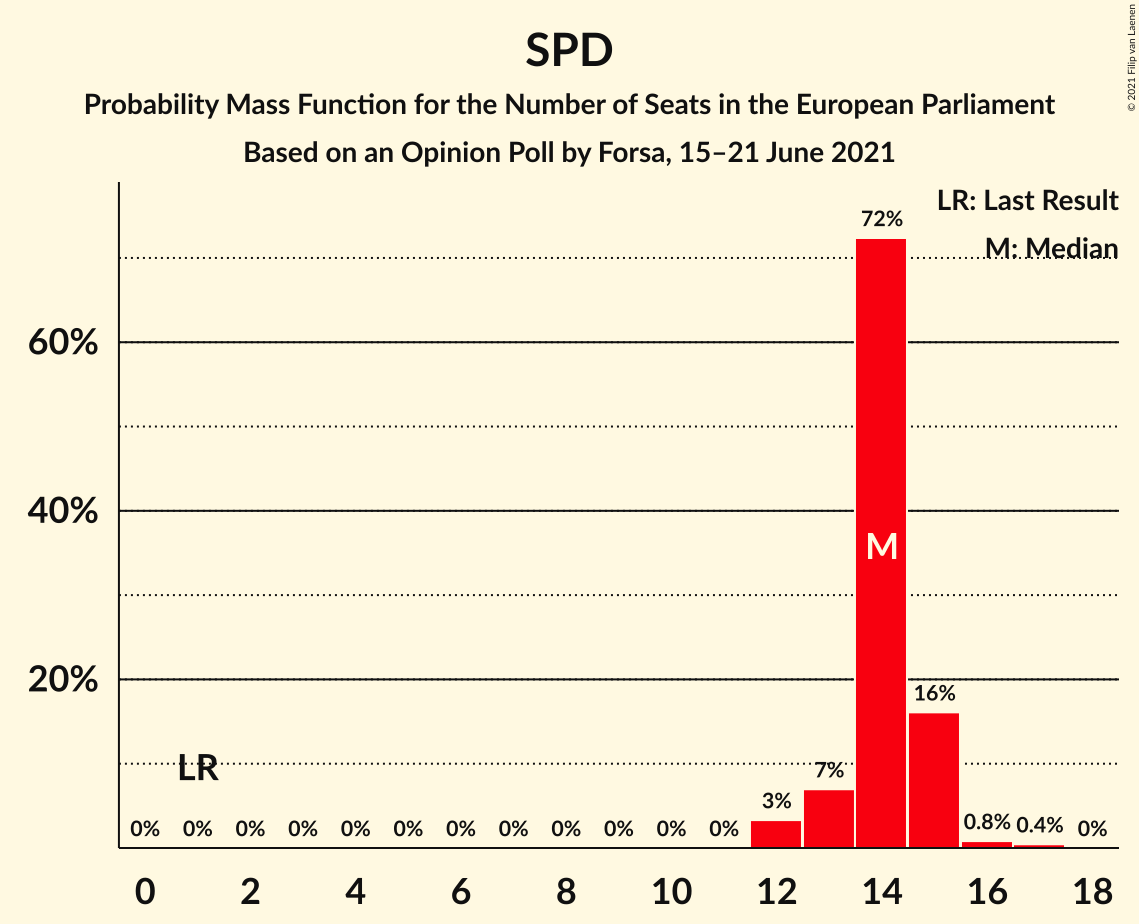 SPD
Probability Mass Function for the Number of Seats in the European Parliament
Based on an Opinion Poll by Forsa, 15–21 June 2021
© 2021 Filip van Laenen
LR: Last Result
M: Median
72%
60%
40%
M
20%
16%
LR
7%
3%
0% 0% 0% 0% 0% 0% 0% 0% 0% 0% 0% 0% 0.8% 0.4% 0%
0 2 4 6 8 10 12 14 16 18